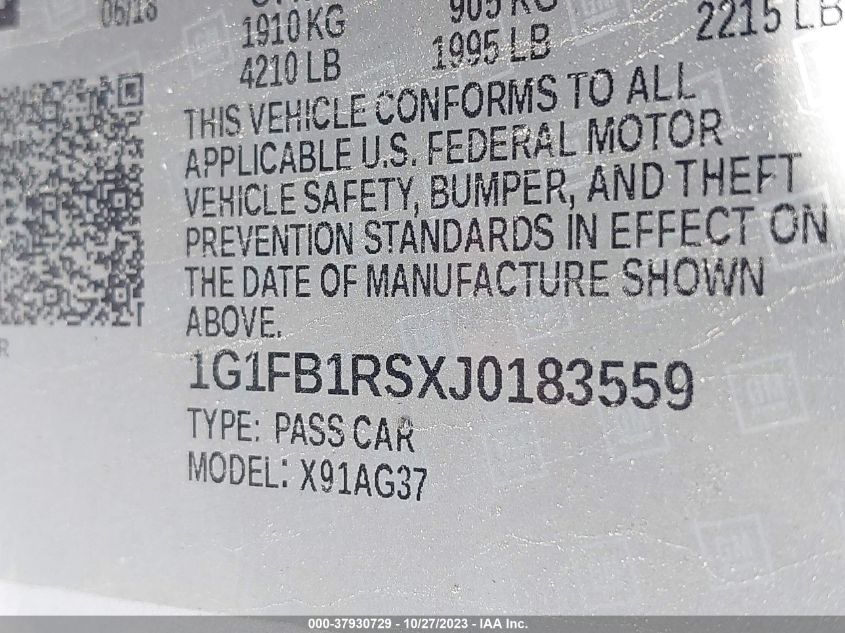 06/18
1910 KG 905 KG
4210 LB 1995 LB 2215 LB
THIS VEHICLE CONFORMS TO ALL
APPLICABLE U.S. FEDERAL MOTOR
VEHICLE SAFETY, BUMPER, AND THEFT
PREVENTION STANDARDS IN EFFECT ON
THE DATE OF MANUFACTURE SHOWN
ABOVE.
1G1FB1RSXJ0183559
TYPE: PASS CAR
MODEL: X91AG37
000-37930729 - 10/27/2023 - IAA Inc.